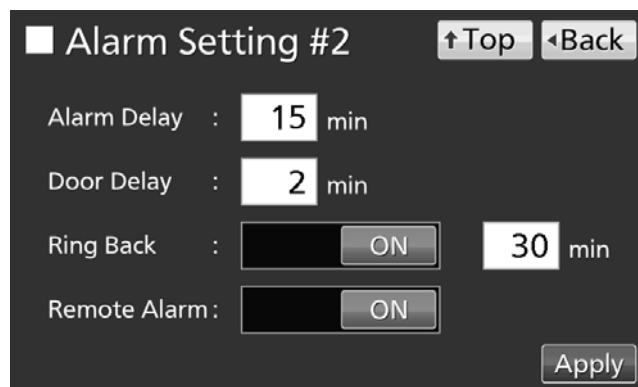 Alarm Setting #2 ↑Top ◂Back
Alarm Delay : 15 min
Door Delay : 2 min
Ring Back : ON 30 min
Remote Alarm : ON
Apply